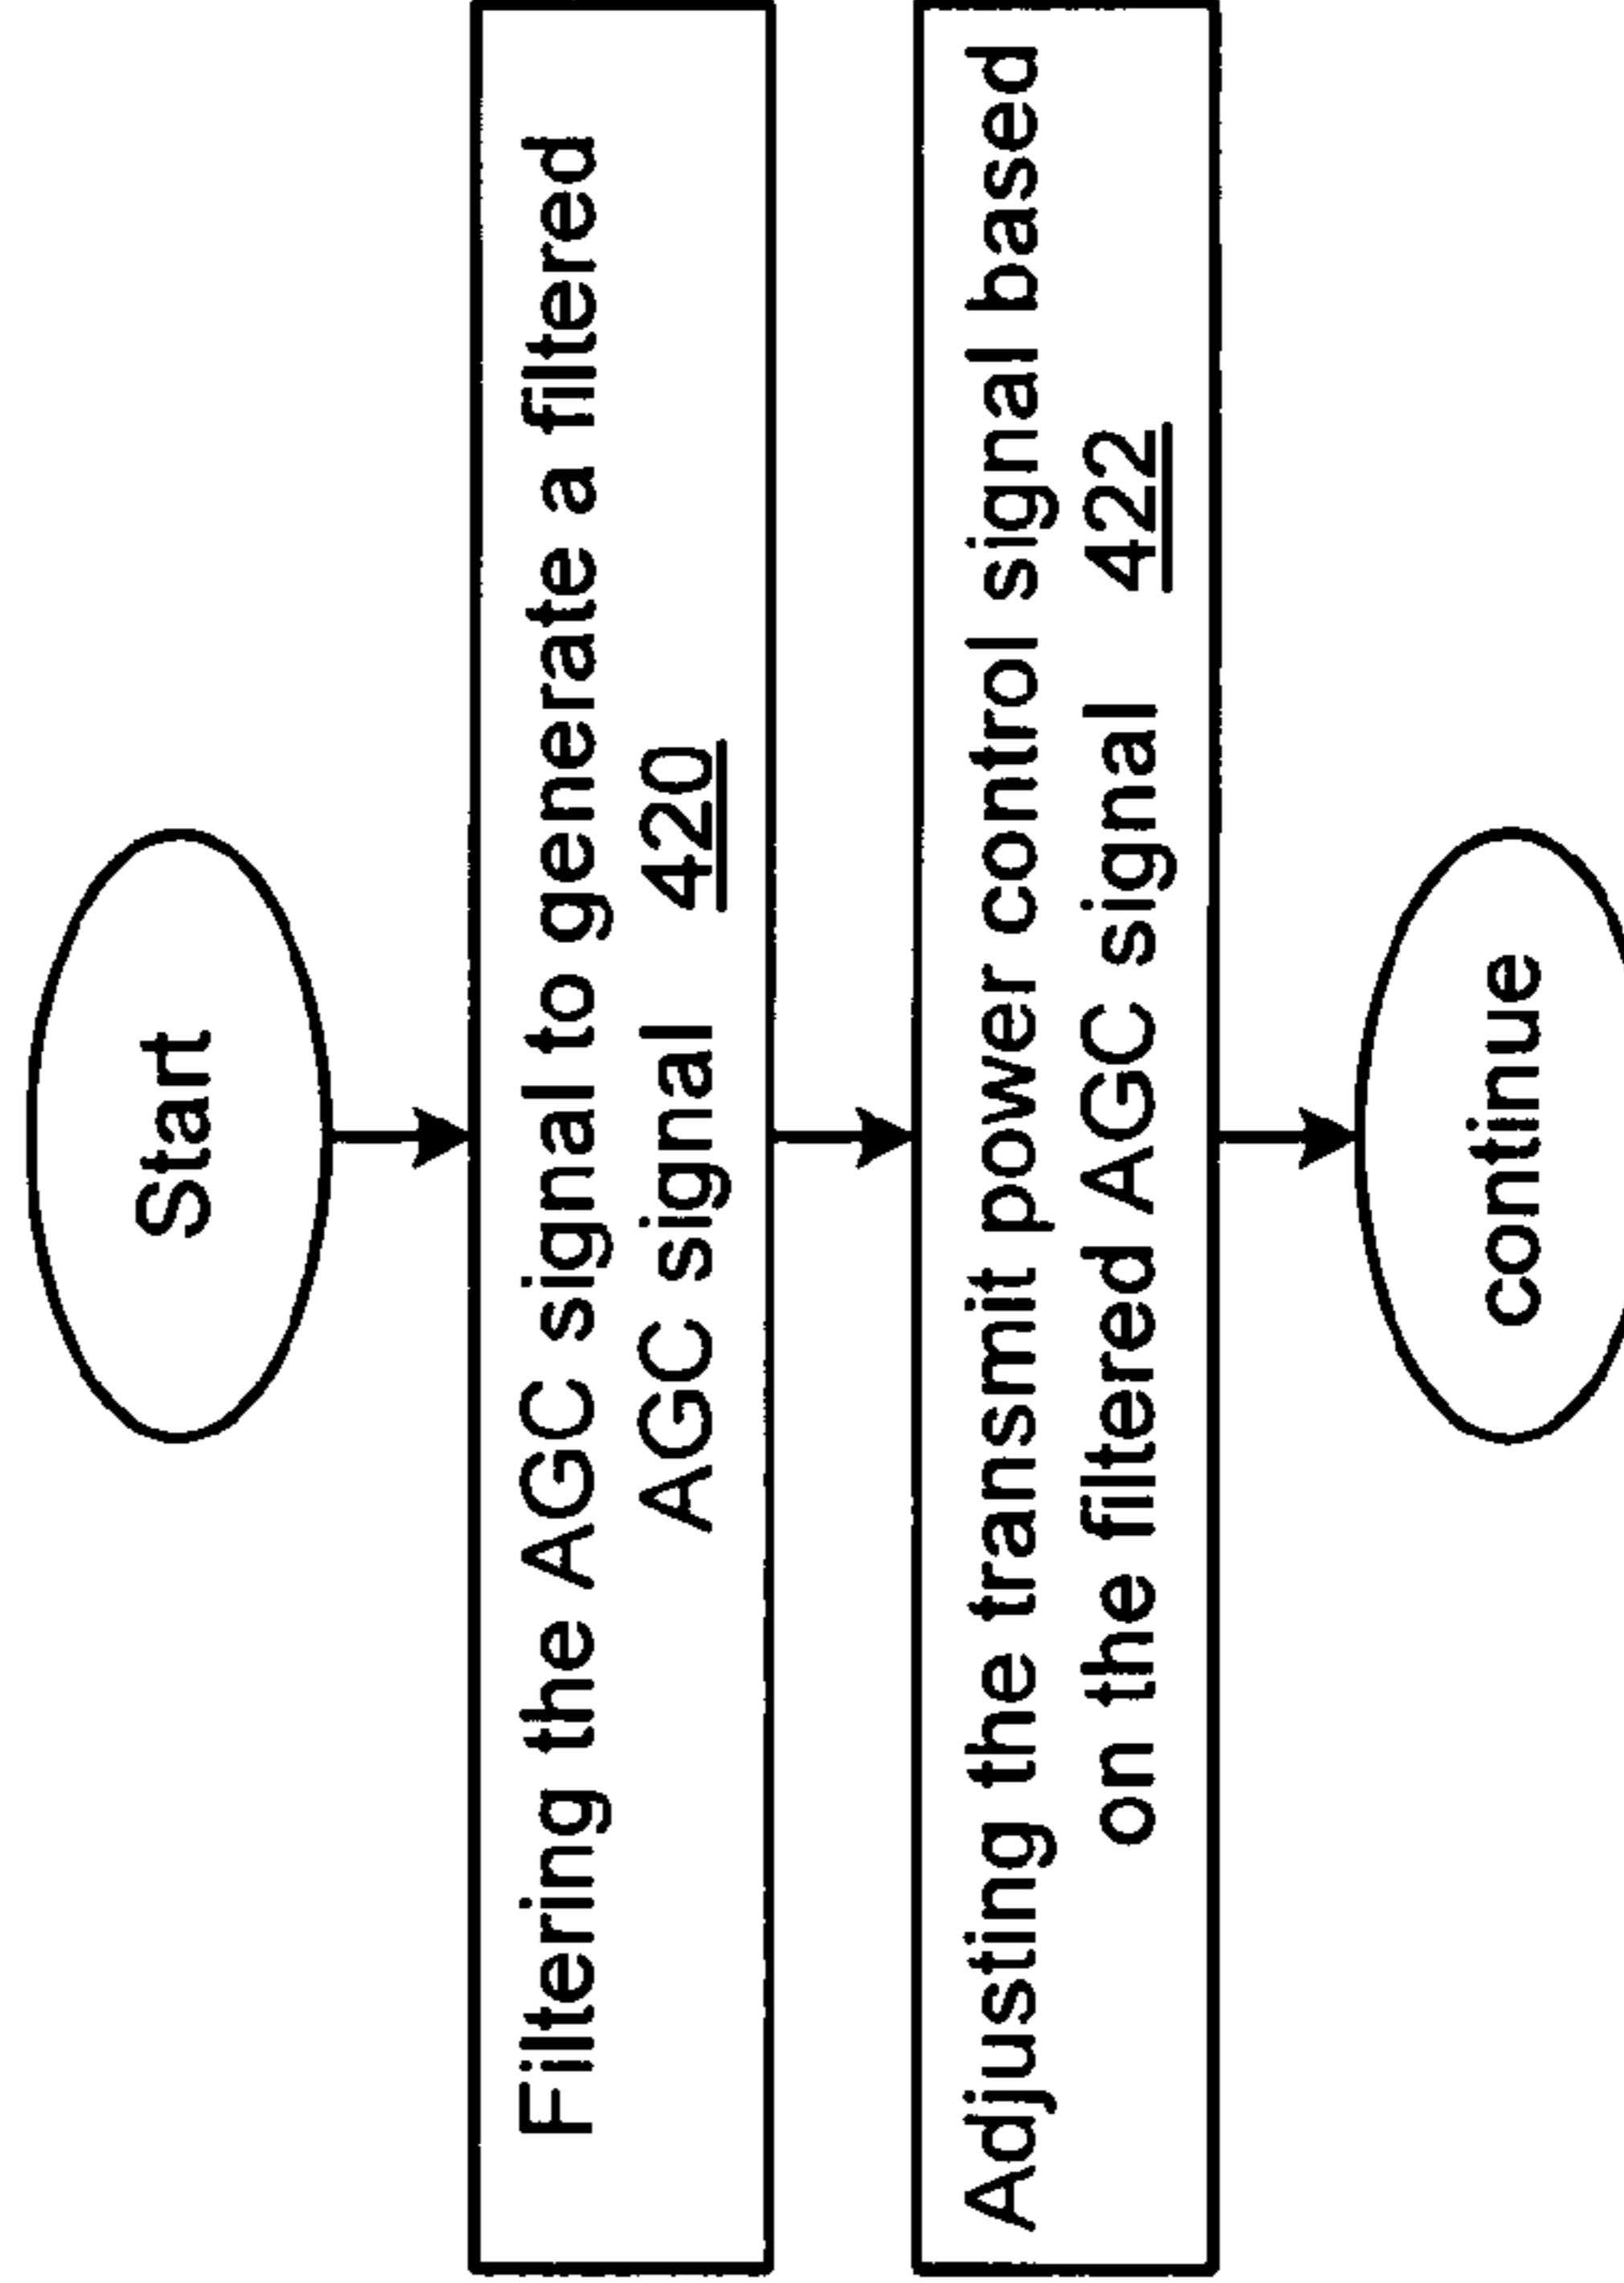 Start
Filtering the AGC signal to generate a filtered
AGC signal 420
Adjusting the transmit power control signal based
on the filtered AGC signal 422
continue